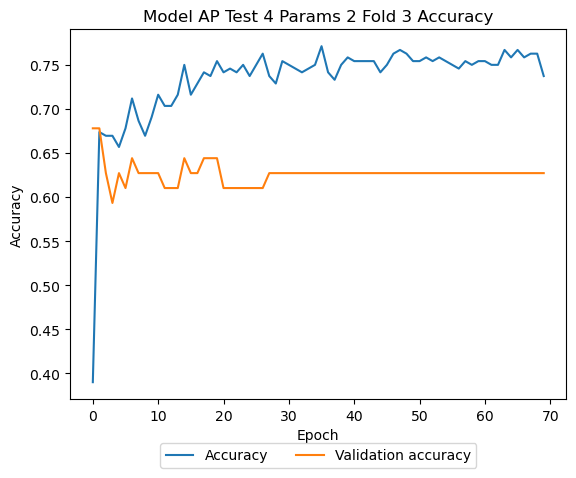 Model AP Test 4 Params 2 Fold 3 Accuracy
Accuracy
0.75
0.70
0.65
0.60
0.55
0.50
0.45
0.40
0 10 20 30 40 50 60 70
Epoch
Accuracy Validation accuracy